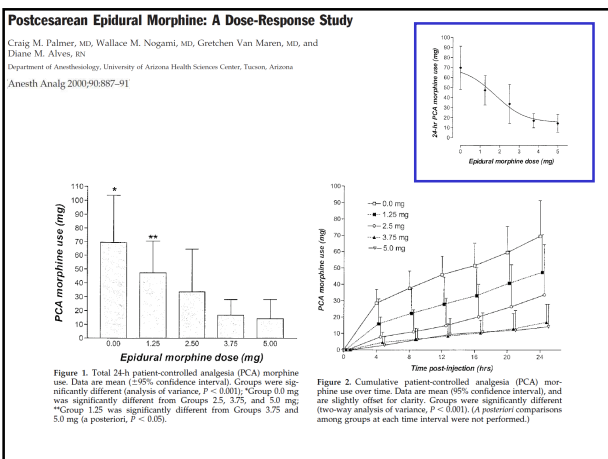 Postcesarean Epidural Morphine: A Dose-Response Study
Craig M. Palmer, MD, Wallace M. Nogami, MD, Gretchen Van Maren, MD, and
Diane M. Alves, RN
Department of Anesthesiology, University of Arizona Health Sciences Center, Tucson, Arizona
Anesth Analg 2000;90:887–91
24-hr PCA morphine use (mg)
100
90
80
70
60
50
40
30
20
10
0
0 1 2 3 4 5
Epidural morphine dose (mg)
PCA morphine use (mg)
110
100
90
80
70
60
50
40
30
20
10
0
*
**
0.00 1.25 2.50 3.75 5.00
Epidural morphine dose (mg)
Figure 1. Total 24-h patient-controlled analgesia (PCA) morphine
use. Data are mean (±95% confidence interval). Groups were sig-
nificantly different (analysis of variance, P < 0.001); *Group 0.0 mg
was significantly different from Groups 2.5, 3.75, and 5.0 mg;
**Group 1.25 was significantly different from Groups 3.75 and
5.0 mg (a posteriori, P < 0.05).
PCA morphine use (mg)
100
90
80
70
60
50
40
30
20
10
0
0.0 mg
1.25 mg
2.5 mg
3.75 mg
5.0 mg
0 4 8 12 16 20 24
Time post-injection (hrs)
Figure 2. Cumulative patient-controlled analgesia (PCA) mor-
phine use over time. Data are mean (95% confidence interval), and
are slightly offset for clarity. Groups were significantly different
(two-way analysis of variance, P < 0.001). (A posteriori comparisons
among groups at each time interval were not performed.)